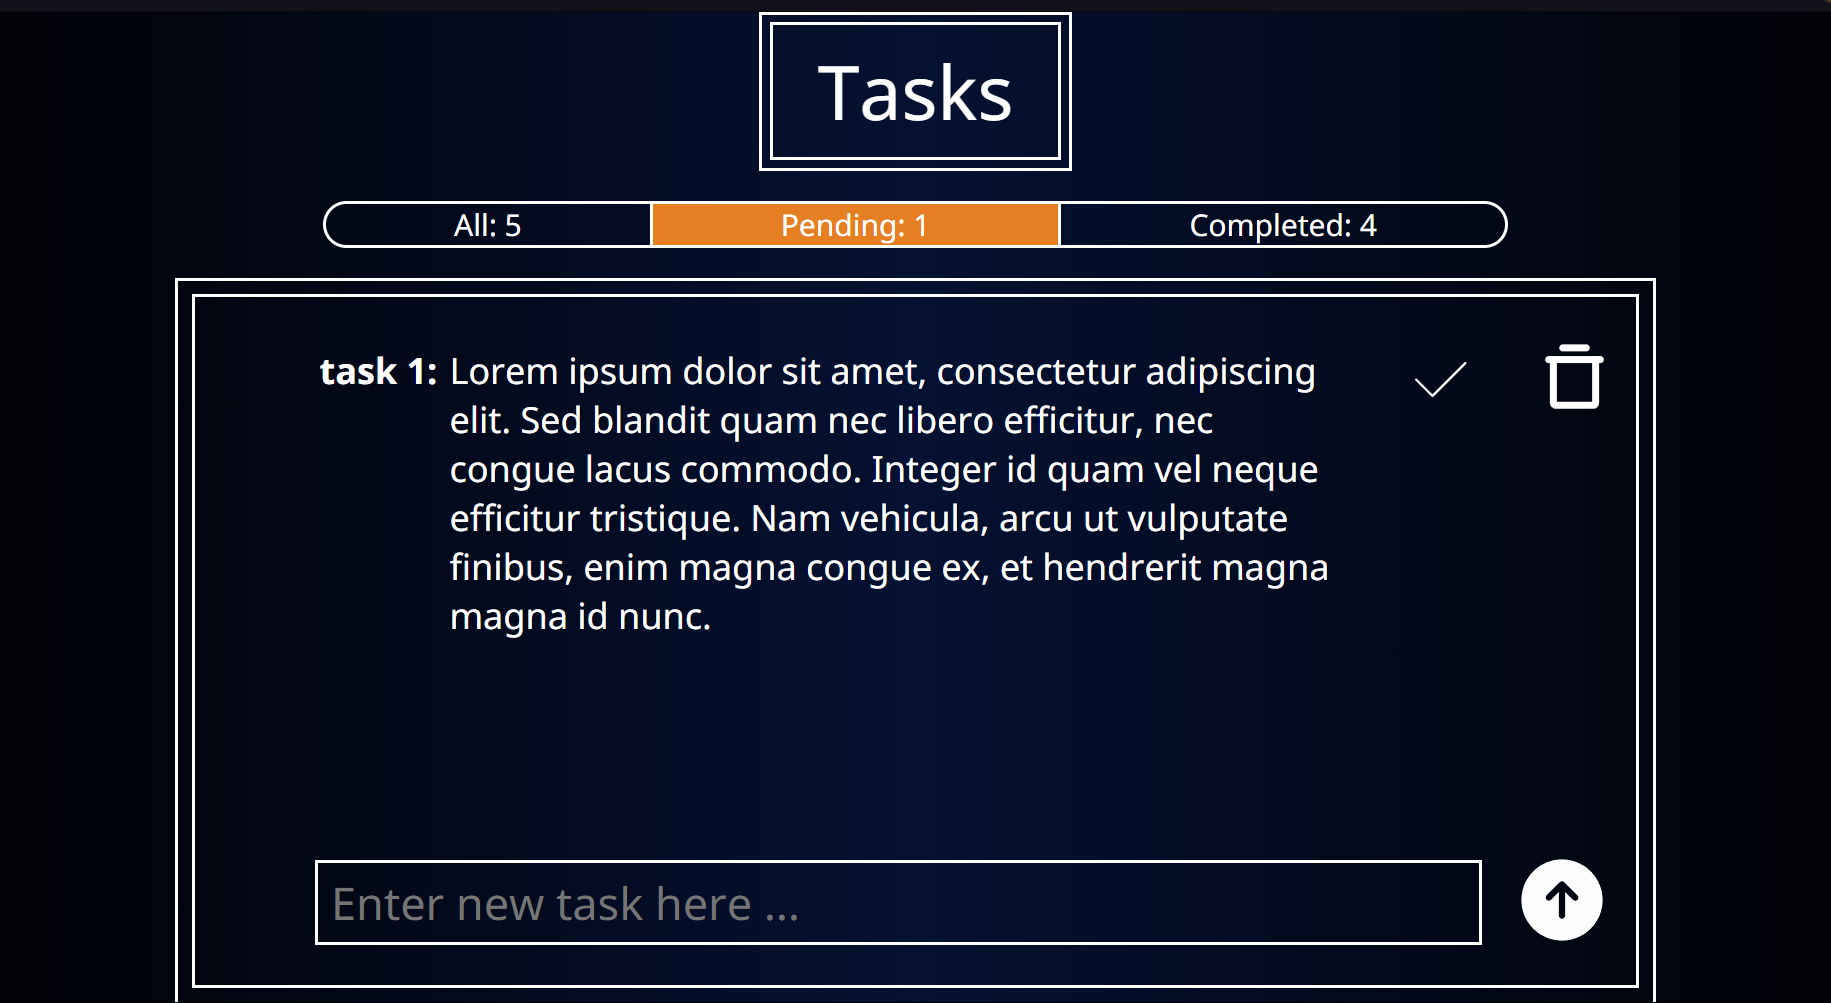 Tasks
All: 5
Pending: 1
Completed: 4
task 1: Lorem ipsum dolor sit amet, consectetur adipiscing
elit. Sed blandit quam nec libero efficitur, nec
congue lacus commodo. Integer id quam vel neque
efficitur tristique. Nam vehicula, arcu ut vulputate
finibus, enim magna congue ex, et hendrerit magna
magna id nunc.
Enter new task here ...